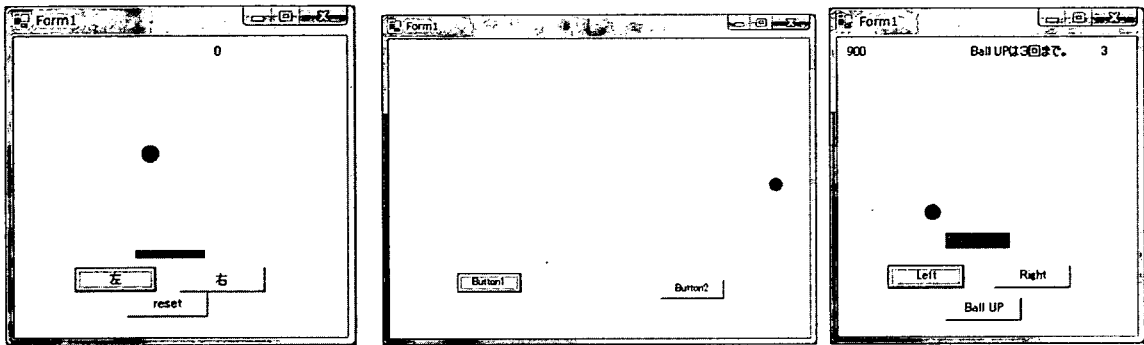 Form1
0
左
右
reset
Form1
Button1
Button2
Form1
900
Ball UPは3回まで。
3
Left
Right
Ball UP